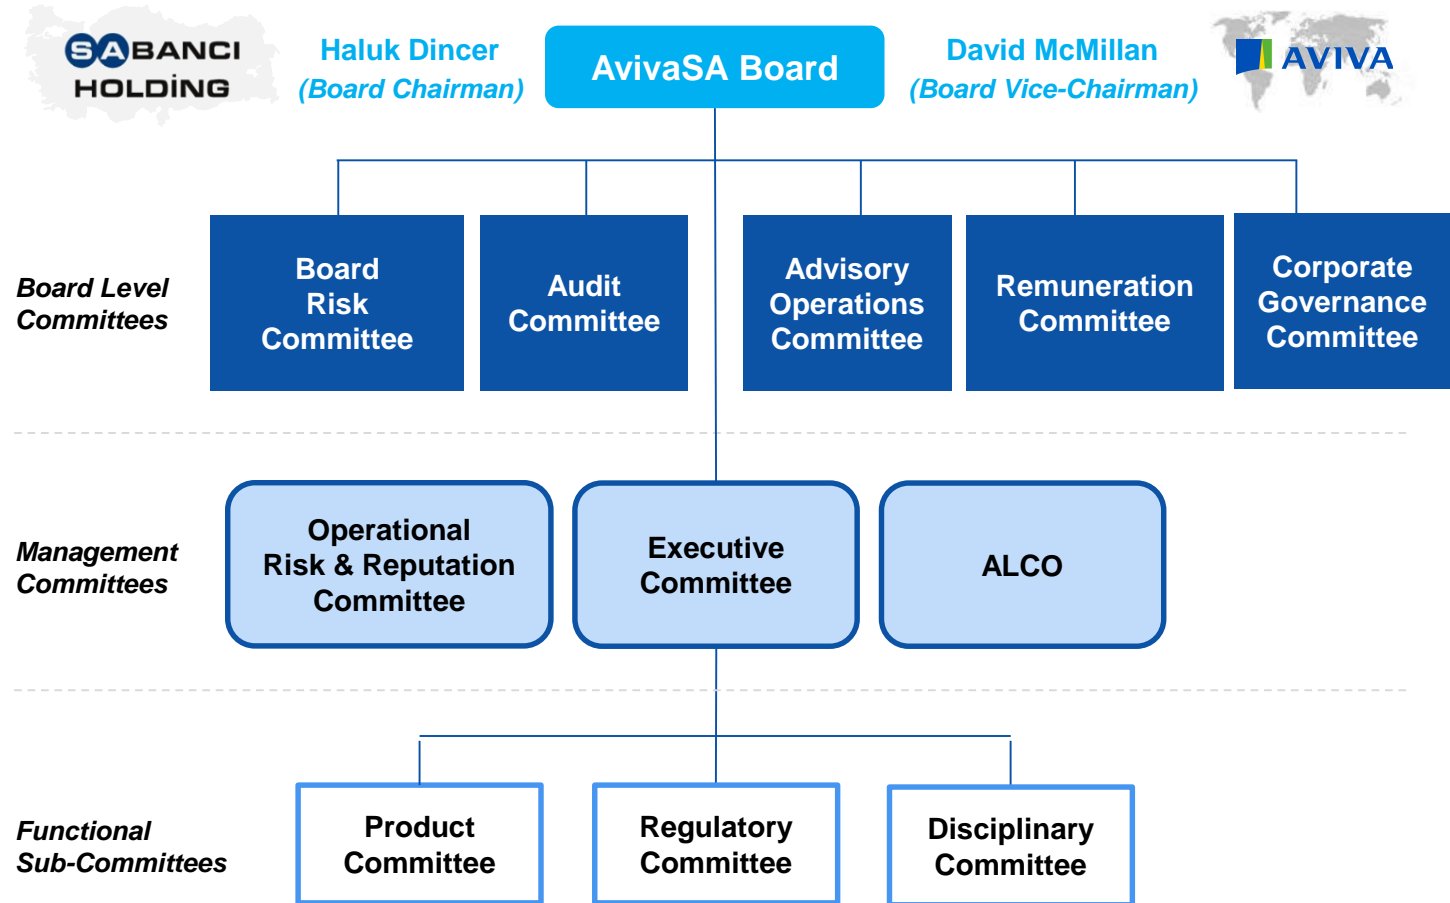 SABANCI
HOLDİNG
Haluk Dincer
(Board Chairman)
AvivaSA Board
David McMillan
(Board Vice-Chairman)
AVIVA
Board Level
Committees
Board
Risk
Committee
Audit
Committee
Advisory
Operations
Committee
Remuneration
Committee
Corporate
Governance
Committee
Management
Committees
Operational
Risk & Reputation
Committee
Executive
Committee
ALCO
Functional
Sub-Committees
Product
Committee
Regulatory
Committee
Disciplinary
Committee